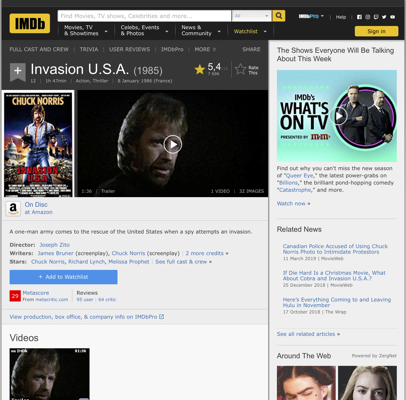 IMDb
Find Movies, TV shows, Celebrities and more...
All
Movies, TV
& Showtimes
Celebs, Events
& Photos
News &
Community
Watchlist
IMDbPro
Help
Sign in
FULL CAST AND CREW | TRIVIA | USER REVIEWS | IMDbPro | MORE
SHARE
Invasion U.S.A. (1985)
12 | 1h 47min | Action, Thriller | 8 January 1986 (France)
5,4
Rate
This
CHUCK NORRIS
INVASION
U.S.A.
1:36 | Trailer
1 VIDEO | 32 IMAGES
On Disc
at Amazon
A one-man army comes to the rescue of the United States when a spy attempts an invasion.
Director: Joseph Zito
Writers: James Bruner (screenplay), Chuck Norris (screenplay) | 2 more credits »
Stars: Chuck Norris, Richard Lynch, Melissa Prophet | See full cast & crew »
+ Add to Watchlist
29
Metascore
From metacritic.com
Reviews
95 user | 64 critic
View production, box office, & company info on IMDbPro
Videos
01:36
The Shows Everyone Will Be Talking
About This Week
IMDb's
WHAT'S
ON TV
PRESENTED BY M&M'S
Find out why you can't miss the new season
of "Queer Eye," the latest power-grabs on
"Billions," the brilliant pond-hopping comedy
"Catastrophe," and more.
Watch now »
Related News
Canadian Police Accused of Using Chuck
Norris Photo to Intimidate Protestors
11 March 2019 | MovieWeb
If Die Hard Is a Christmas Movie, What
About Cobra and Invasion U.S.A.?
25 December 2018 | MovieWeb
Here's Everything Coming to and Leaving
Hulu in November
17 October 2018 | The Wrap
See all related articles »
Around The Web
Powered by ZergNet